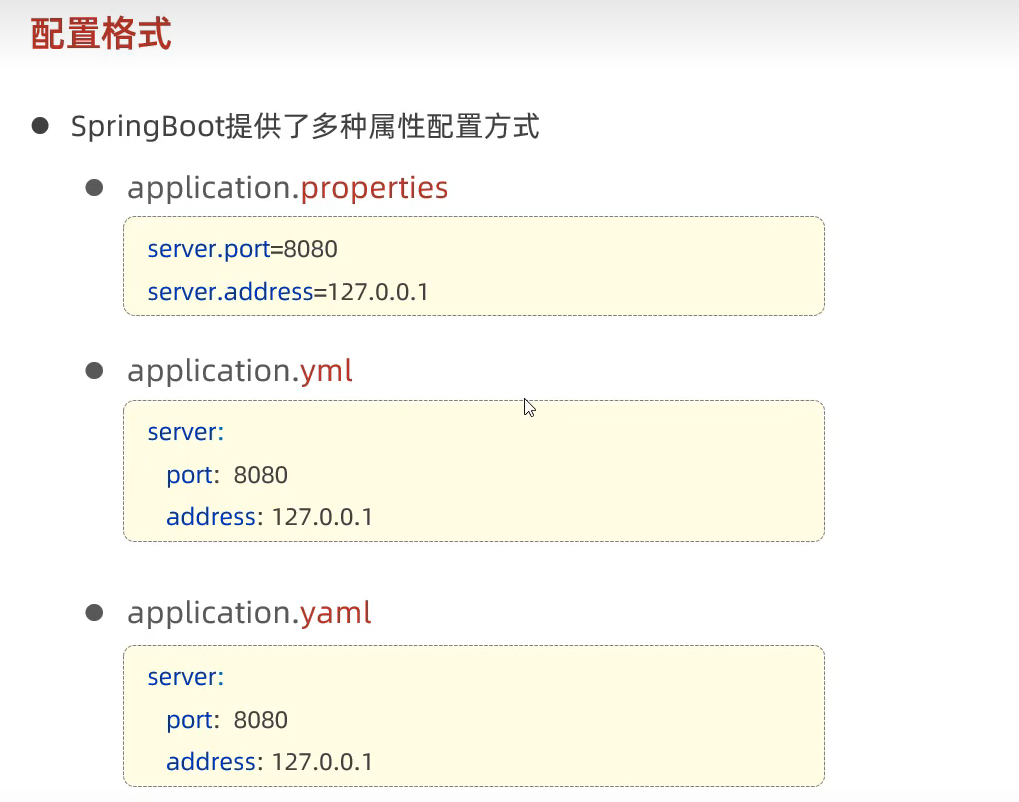 配置格式
SpringBoot提供了多种属性配置方式
application.properties
server.port=8080
server.address=127.0.0.1
application.yml
server:
port: 8080
address: 127.0.0.1
application.yaml
server:
port: 8080
address: 127.0.0.1